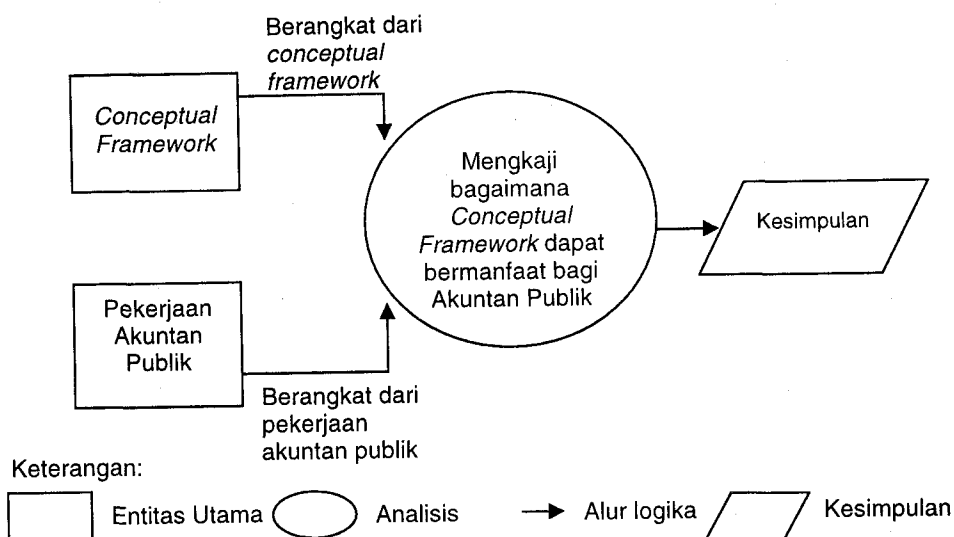 Berangkat dari
conceptual
framework
Conceptual
Framework
Mengkaji
bagaimana
Conceptual
Framework dapat
bermanfaat bagi
Akuntan Publik
Kesimpulan
Pekerjaan
Akuntan
Publik
Berangkat dari
pekerjaan
akuntan publik
Keterangan:
Entitas Utama
Analisis
Alur logika
Kesimpulan